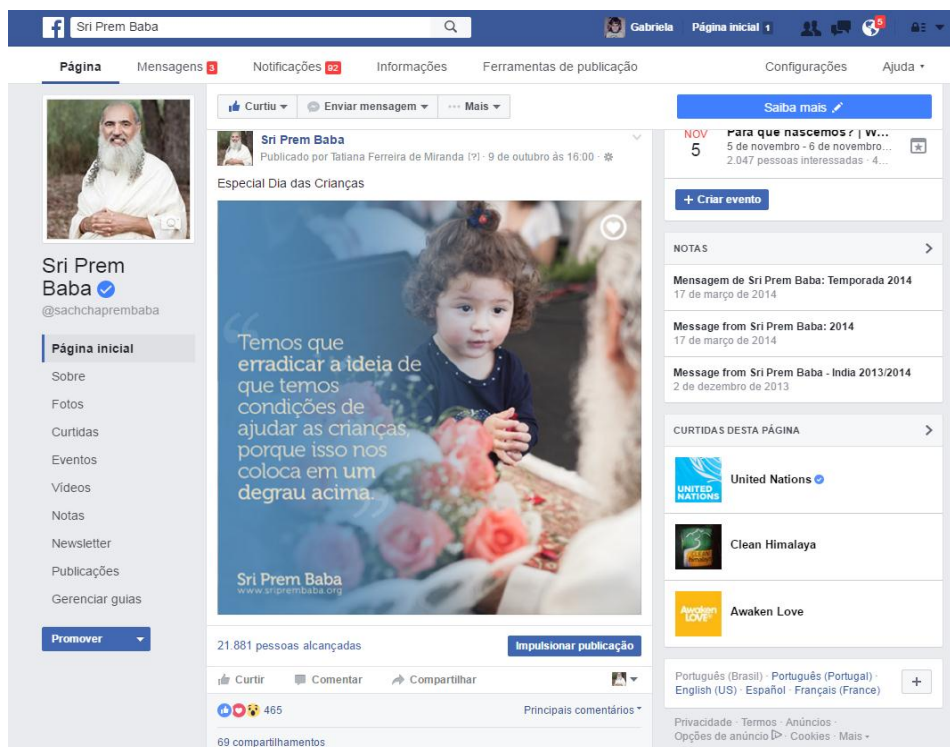 Sri Prem Baba
Gabriela
Página inicial 1
5
Página
Mensagens 3
Notificações 92
Informações
Ferramentas de publicação
Configurações
Ajuda
Curtiu
Enviar mensagem
Mais
Saiba mais
Sri Prem
Baba
@sachchaprembaba
Página inicial
Sobre
Fotos
Curtidas
Eventos
Vídeos
Notas
Newsletter
Publicações
Gerenciar guias
Promover
Sri Prem Baba
Publicado por Tatiana Ferreira de Miranda [?] · 9 de outubro às 16:00 ·
Especial Dia das Crianças
“
Temos que
erradicar a ideia de
que temos
condições de
ajudar as crianças,
porque isso nos
coloca em um
degrau acima.
”
Sri Prem Baba
www.sriprembaba.org
21.881 pessoas alcançadas
Impulsionar publicação
Curtir
Comentar
Compartilhar
465
Principais comentários
69 compartilhamentos
NOV
5
Para que nascemos? | W...
5 de novembro - 6 de novembro...
2.047 pessoas interessadas · 4...
+ Criar evento
NOTAS
Mensagem de Sri Prem Baba: Temporada 2014
17 de março de 2014
Message from Sri Prem Baba: 2014
17 de março de 2014
Message from Sri Prem Baba - India 2013/2014
2 de dezembro de 2013
CURTIDAS DESTA PÁGINA
UNITED
NATIONS
United Nations
CLEAN
Clean Himalaya
Awaken
LOVE
Awaken Love
Português (Brasil) · Português (Portugal) ·
English (US) · Español · Français (France)
+
Privacidade · Termos · Anúncios ·
Opções de anúncio · Cookies · Mais